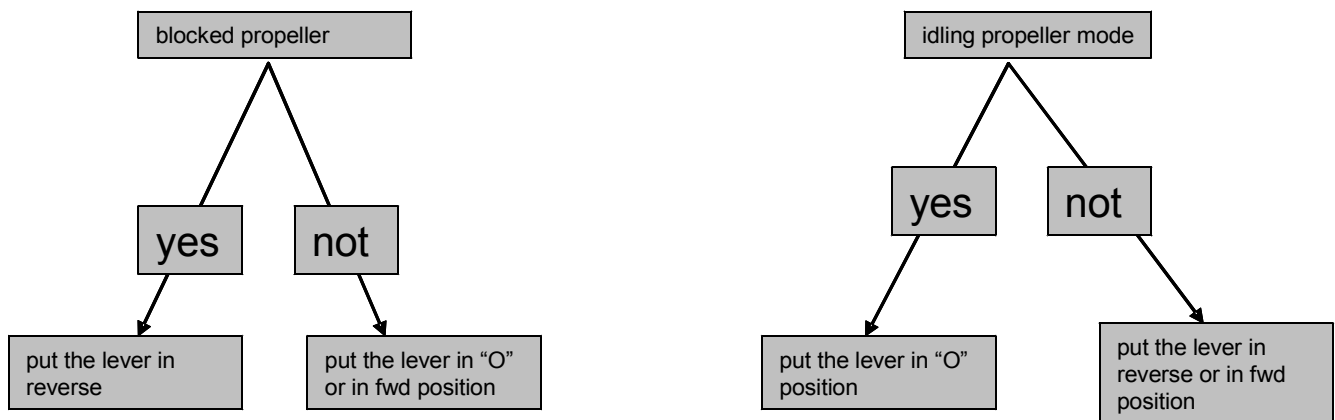 blocked propeller
yes
not
put the lever in
reverse
put the lever in “O”
or in fwd position
idling propeller mode
yes
not
put the lever in “O”
position
put the lever in
reverse or in fwd
position